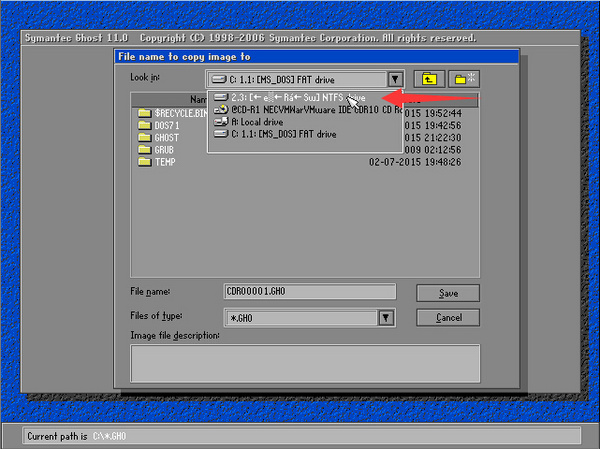 Symantec Ghost 11.0 Copyright (C) 1998-2006 Symantec Corporation. All rights reserved.
File name to copy image to
Look in:
C: 1.1: [MS_DOS] FAT drive
2.3: NTFS drive
@CD-R1 NECVMWarVMware IDE CDR10 CD
A: Local drive
C: 1.1: [MS_DOS] FAT drive
$RECYCLE.BIN 015 19:52:44
DOS71 015 19:42:56
GHOST 015 21:22:30
GRUB 009 02:12:56
TEMP 02-07-2015 19:48:26
File name: CDR00001.GHO Save
Files of type: *.GHO Cancel
Image file description:
Current path is C:\*.GHO